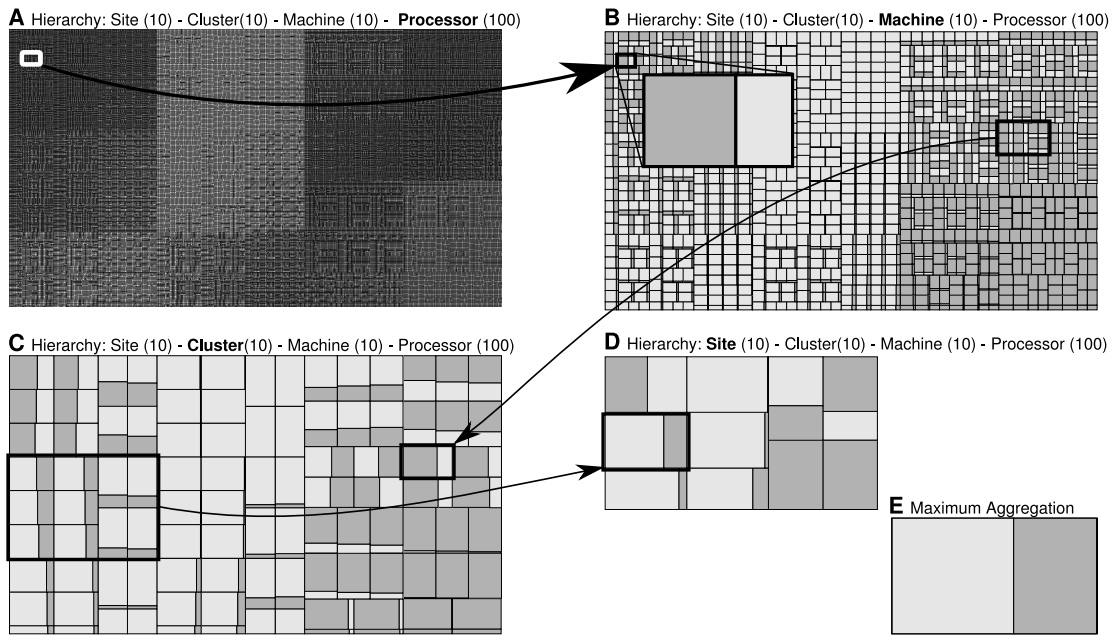 A Hierarchy: Site (10) - Cluster(10) - Machine (10) - Processor (100)
B Hierarchy: Site (10) - Cluster(10) - Machine (10) - Processor (100)
C Hierarchy: Site (10) - Cluster(10) - Machine (10) - Processor (100)
D Hierarchy: Site (10) - Cluster(10) - Machine (10) - Processor (100)
E Maximum Aggregation